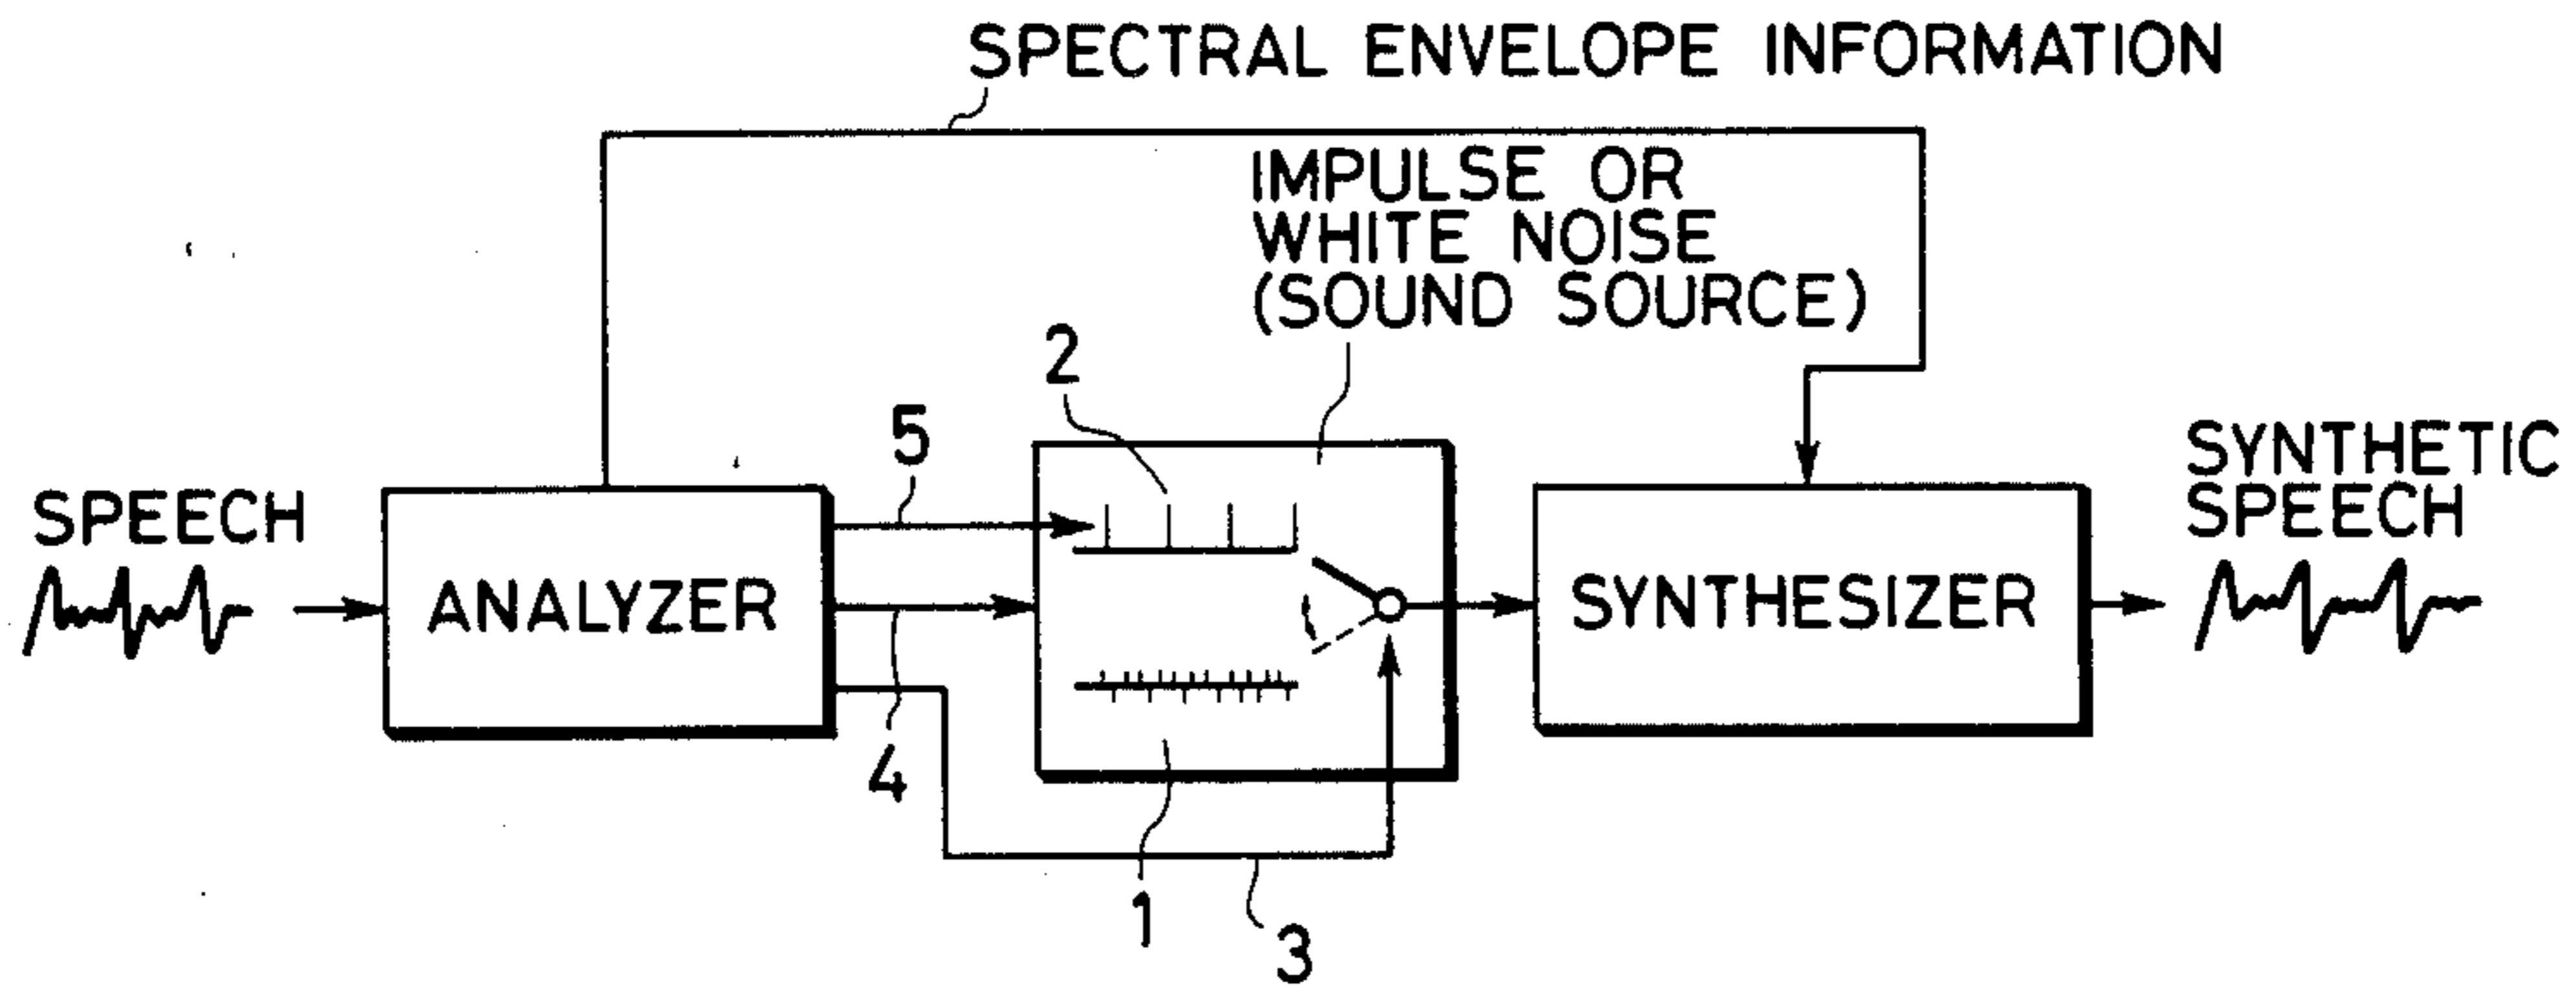 SPECTRAL ENVELOPE INFORMATION
IMPULSE OR
WHITE NOISE
(SOUND SOURCE)
2
5
SPEECH
ANALYZER
SYNTHESIZER
SYNTHETIC
SPEECH
4
1
3